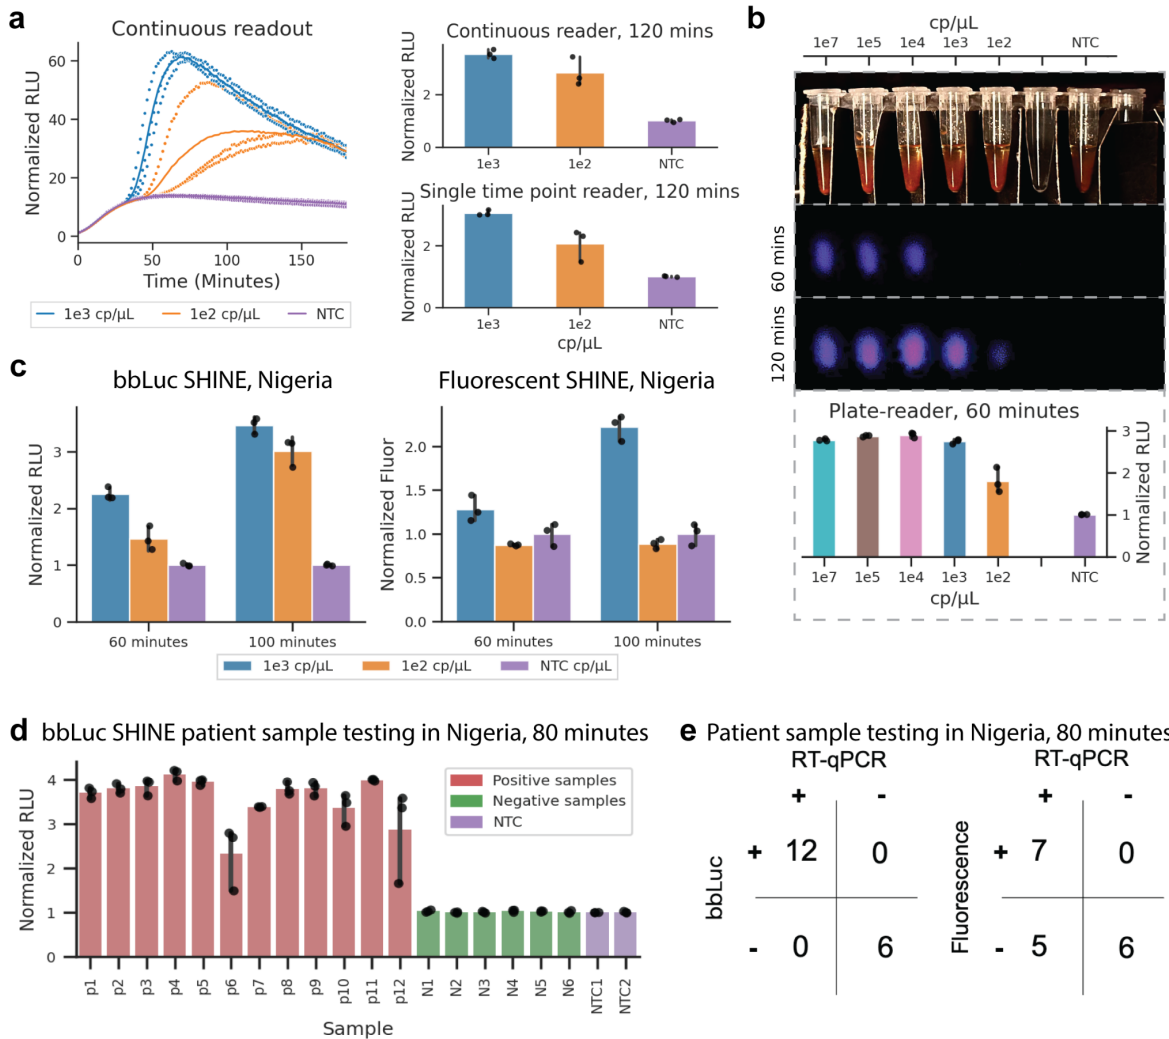 a
Continuous readout
Normalized RLU
60
40
20
0
0 50 100 150
Time (Minutes)
1e3 cp/µL 1e2 cp/µL NTC
Continuous reader, 120 mins
Normalized RLU
2
0
1e3 1e2 NTC
Single time point reader, 120 mins
Normalized RLU
2
0
1e3 1e2 NTC
cp/µL
b
cp/µL
1e7 1e5 1e4 1e3 1e2 NTC
60 mins
120 mins
Plate-reader, 60 minutes
3
2
1
0
Normalized RLU
1e7 1e5 1e4 1e3 1e2 NTC
cp/µL
c
bbLuc SHINE, Nigeria
Normalized RLU
3
2
1
0
60 minutes 100 minutes
Fluorescent SHINE, Nigeria
Normalized Fluor
2.0
1.5
1.0
0.5
0.0
60 minutes 100 minutes
1e3 cp/µL 1e2 cp/µL NTC cp/µL
d bbLuc SHINE patient sample testing in Nigeria, 80 minutes
Normalized RLU
4
3
2
1
0
Positive samples
Negative samples
NTC
p1 p2 p3 p4 p5 p6 p7 p8 p9 p10 p11 p12 N1 N2 N3 N4 N5 N6 NTC1 NTC2
Sample
e Patient sample testing in Nigeria, 80 minutes
RT-qPCR
+ -
bbLuc
+ 12 0
- 0 6
RT-qPCR
+ -
Fluorescence
+ 7 0
- 5 6